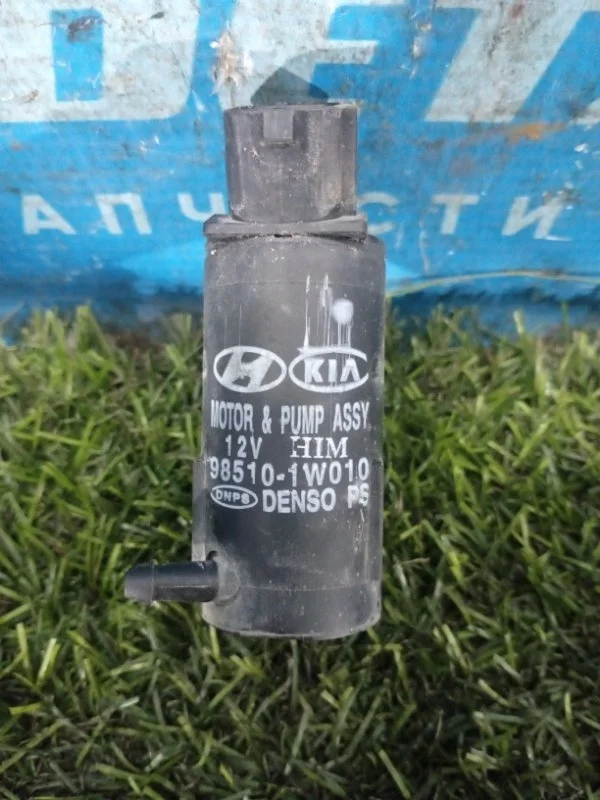 АПЧАСТИ
H KIA
MOTOR & PUMP ASSY
12V HIM
98510-1W010
DNPS DENSO PS